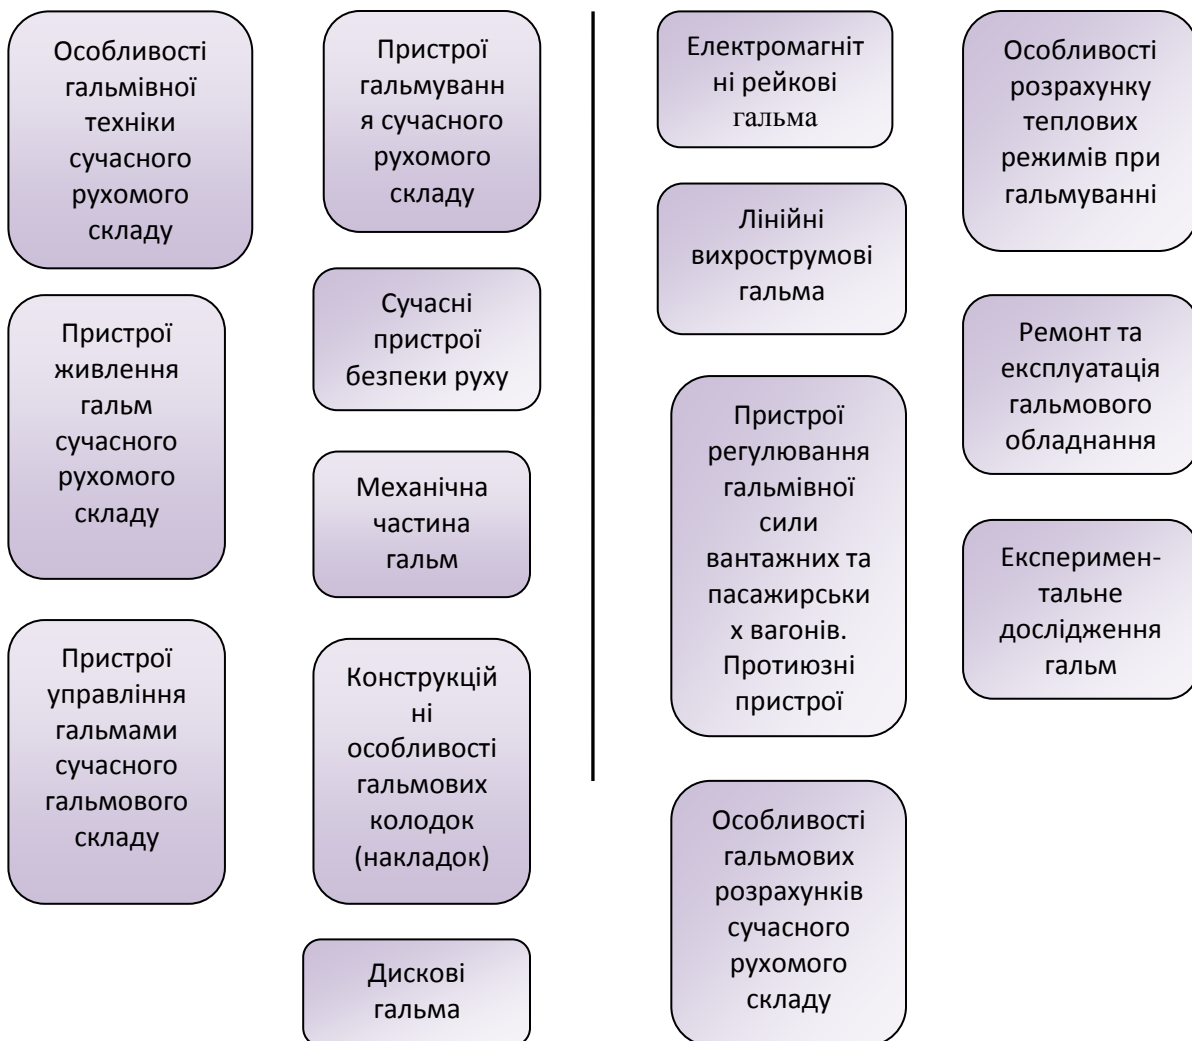 Особливості
гальмівної
техніки
сучасного
рухомого
складу
Пристрої
живлення
гальм
сучасного
рухомого
складу
Пристрої
управління
гальмами
сучасного
гальмового
складу
Пристрої
гальмуванн
я сучасного
рухомого
складу
Сучасні
пристрої
безпеки руху
Механічна
частина
гальм
Конструкцій
ні
особливості
гальмових
колодок
(накладок)
Дискові
гальма
Електромагніт
ні рейкові
гальма
Лінійні
вихрострумові
гальма
Пристрої
регулювання
гальмівної
сили
вантажних та
пасажирськи
х вагонів.
Протиюзні
пристрої
Особливості
гальмових
розрахунків
сучасного
рухомого
складу
Особливості
розрахунку
теплових
режимів при
гальмуванні
Ремонт та
експлуатація
гальмового
обладнання
Експеримен-
тальне
дослідження
гальм